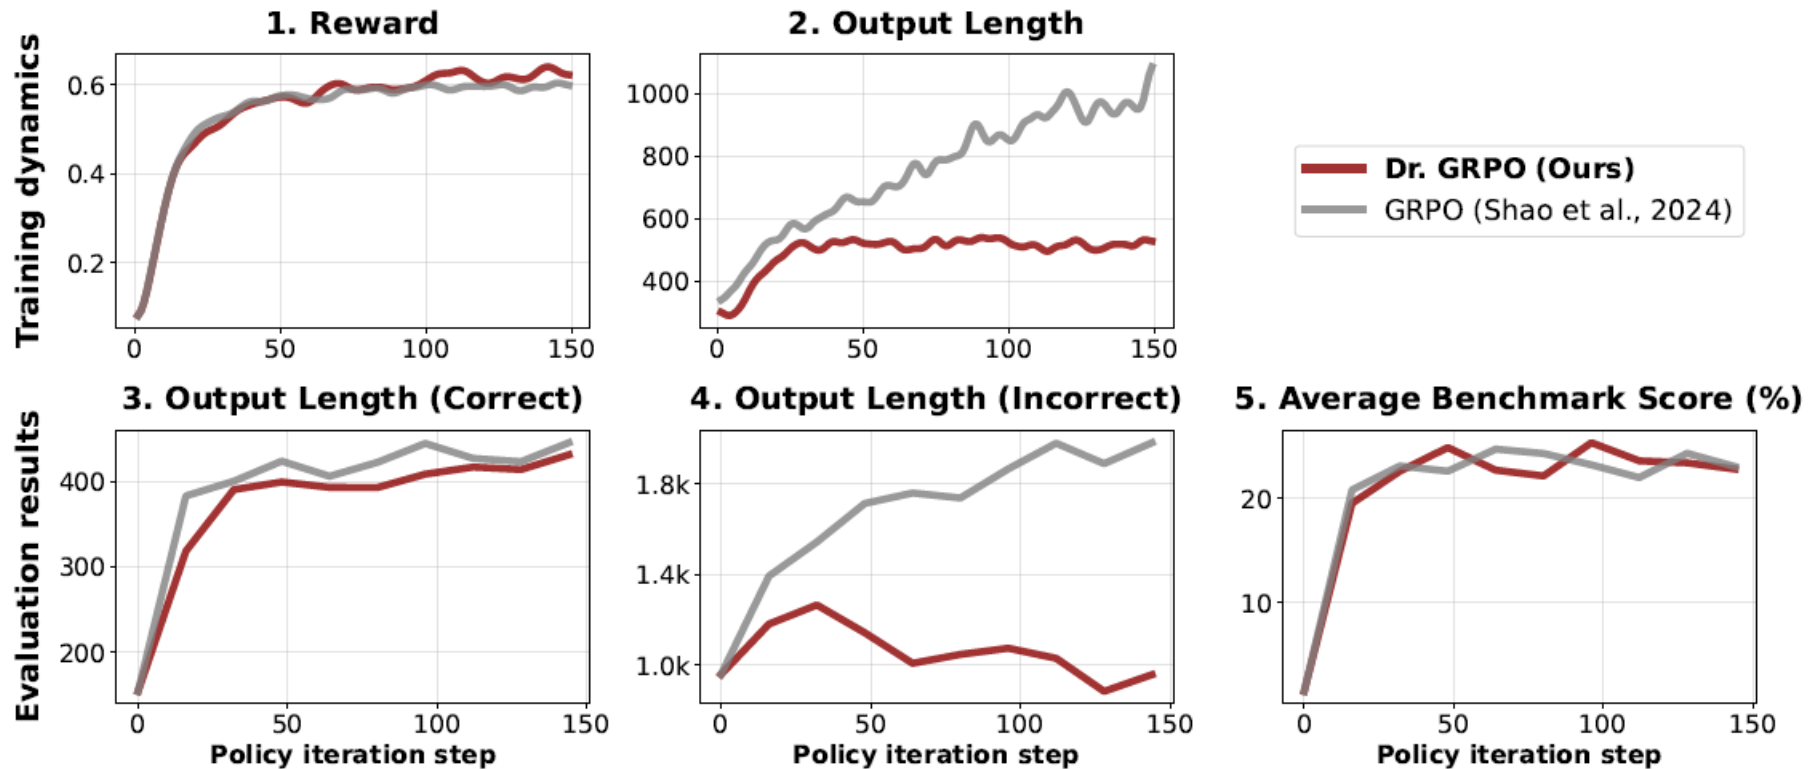 1. Reward
2. Output Length
Training dynamics
0.6
0.4
0.2
0
50
100
150
1000
800
600
400
0
50
100
150
Dr. GRPO (Ours)
GRPO (Shao et al., 2024)
3. Output Length (Correct)
4. Output Length (Incorrect)
5. Average Benchmark Score (%)
Evaluation results
400
300
200
0
50
100
150
Policy iteration step
1.8k
1.4k
1.0k
0
50
100
150
Policy iteration step
20
10
0
50
100
150
Policy iteration step